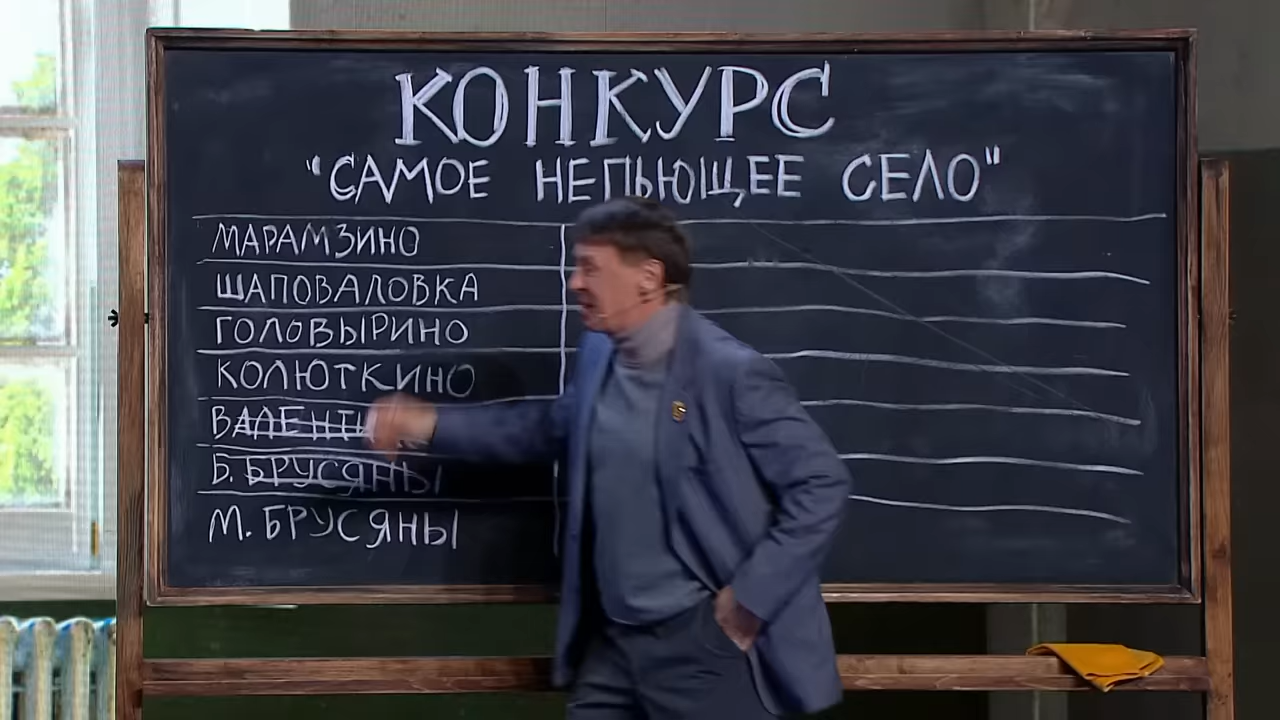 КОНКУРС
"САМОЕ НЕПЬЮЩЕЕ СЕЛО"
МАРАМЗИНО
ШАПОВАЛОВКА
ГОЛОВЫРИНО
КОЛЮТКИНО
Б. БРУСЯНЫ
М. БРУСЯНЫ